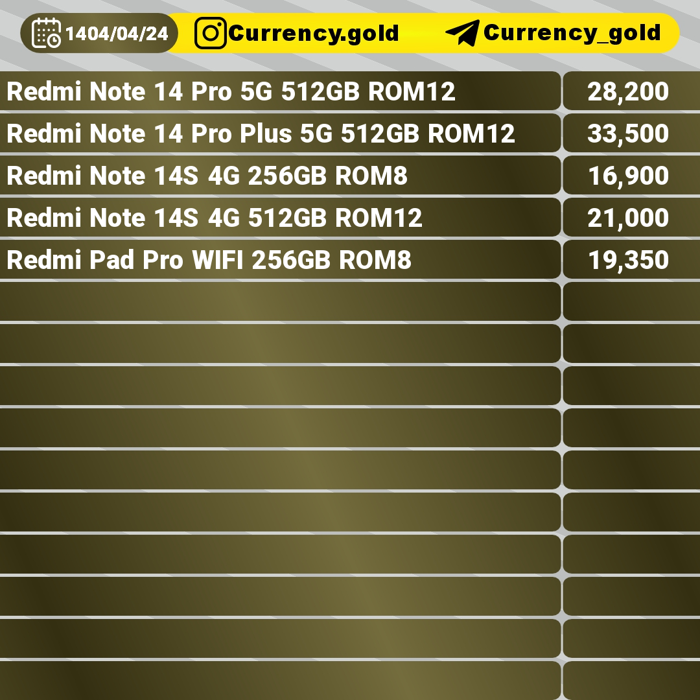 1404/04/24 Currency.gold Currency_gold
Redmi Note 14 Pro 5G 512GB ROM12 28,200
Redmi Note 14 Pro Plus 5G 512GB ROM12 33,500
Redmi Note 14S 4G 256GB ROM8 16,900
Redmi Note 14S 4G 512GB ROM12 21,000
Redmi Pad Pro WIFI 256GB ROM8 19,350